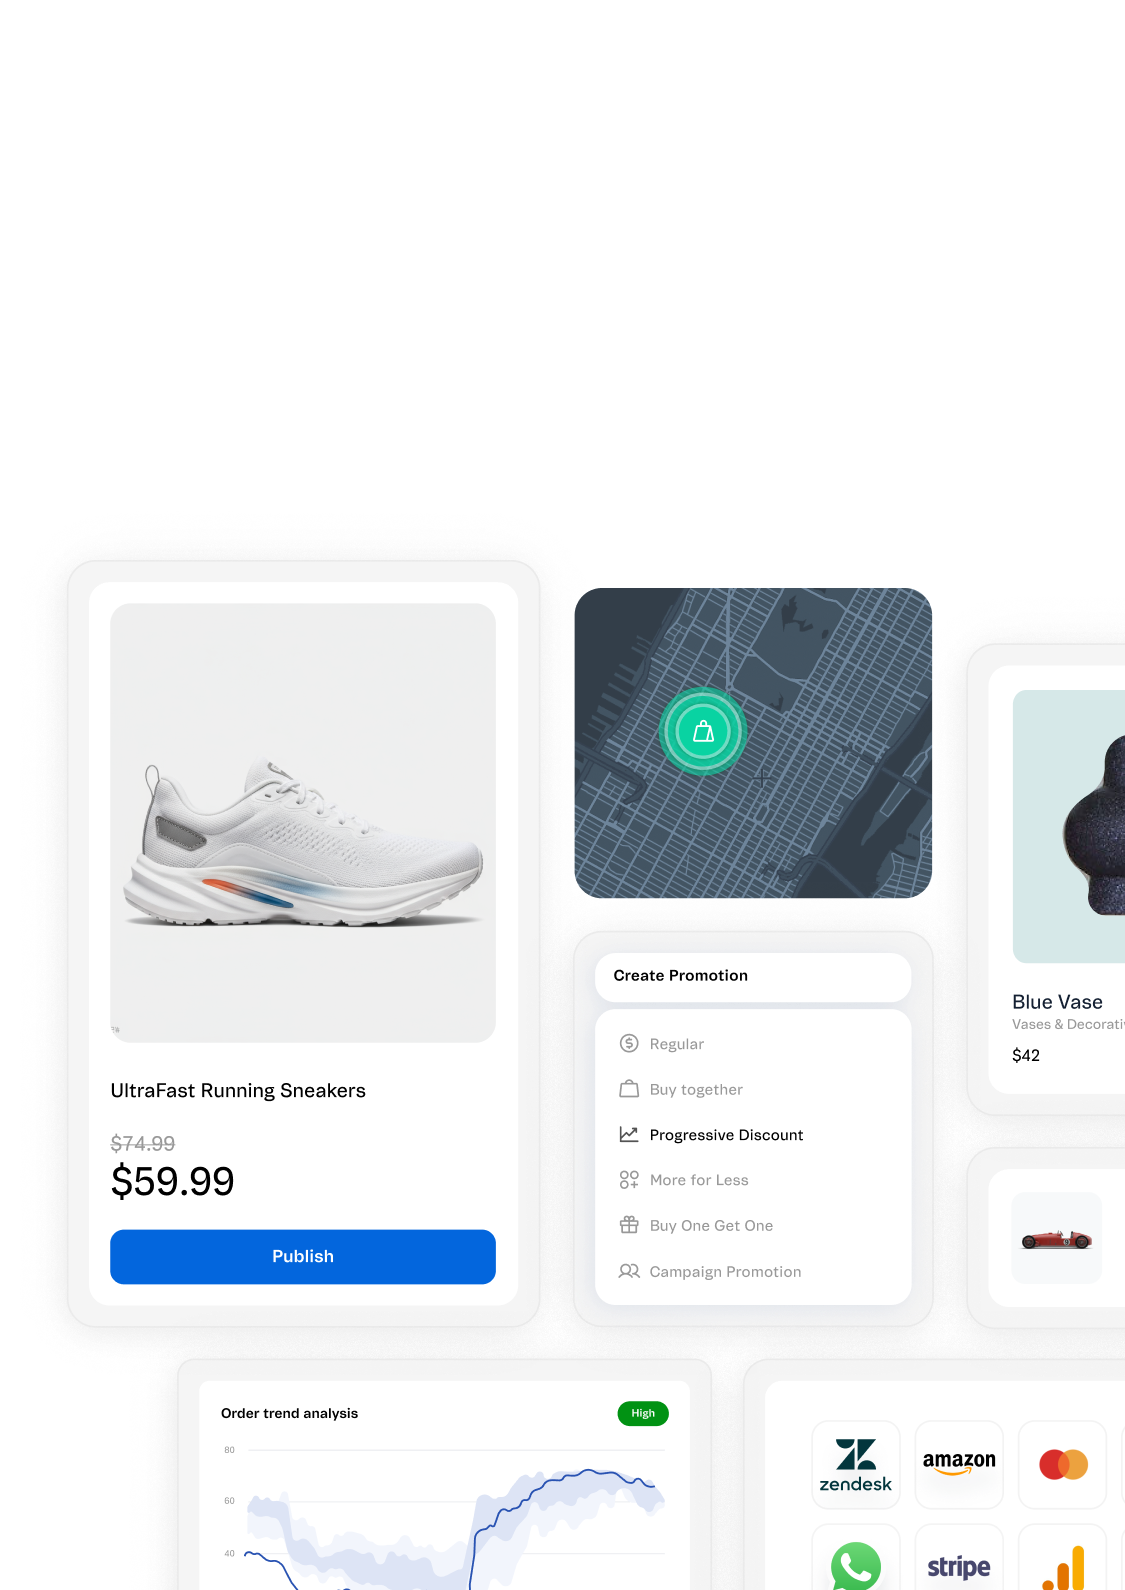 UltraFast Running Sneakers
$74.99
$59.99
Publish
Create Promotion
Regular
Buy together
Progressive Discount
More for Less
Buy One Get One
Campaign Promotion
Blue Vase
Vases & Decorati
$42
Order trend analysis
High
80
60
40
zendesk
amazon
stripe